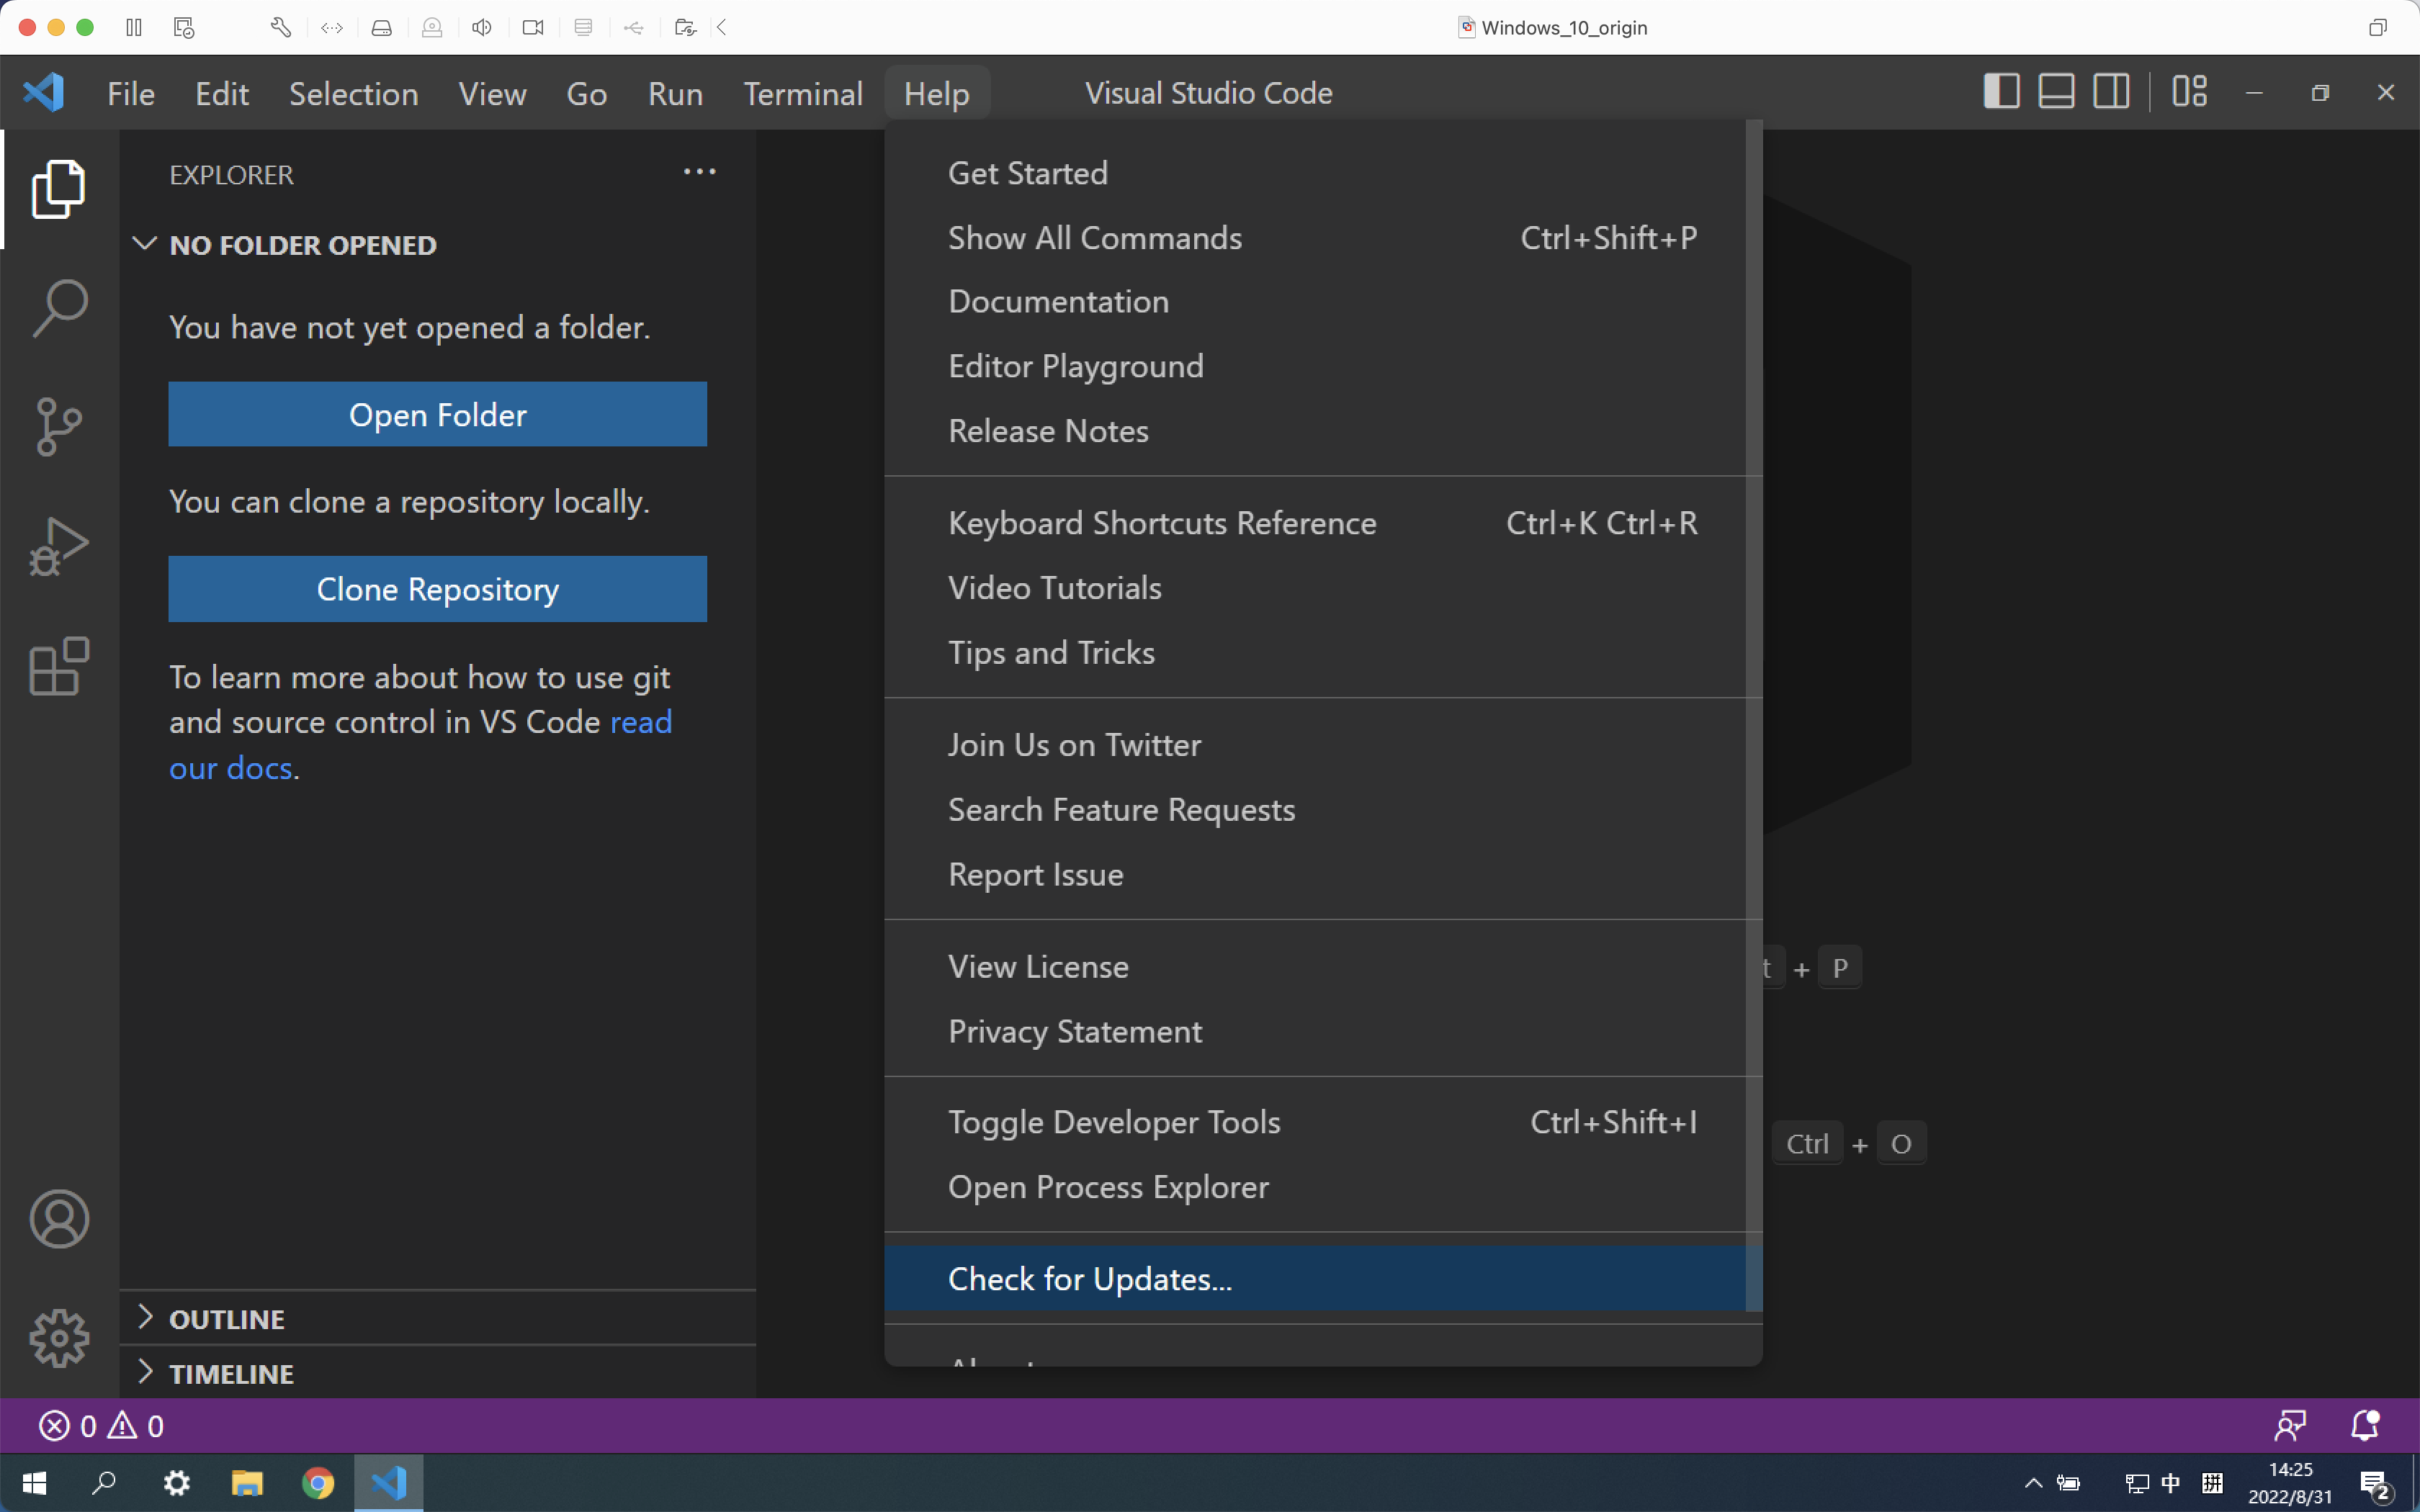 Windows_10_origin
File Edit Selection View Go Run Terminal Help Visual Studio Code
EXPLORER
NO FOLDER OPENED
You have not yet opened a folder.
Open Folder
You can clone a repository locally.
Clone Repository
To learn more about how to use git
and source control in VS Code read
our docs.
OUTLINE
TIMELINE
Get Started
Show All Commands Ctrl+Shift+P
Documentation
Editor Playground
Release Notes
Keyboard Shortcuts Reference Ctrl+K Ctrl+R
Video Tutorials
Tips and Tricks
Join Us on Twitter
Search Feature Requests
Report Issue
View License
Privacy Statement
Toggle Developer Tools Ctrl+Shift+I
Open Process Explorer
Check for Updates...
t + P
Ctrl + O
0 0
中 拼
14:25
2022/8/31
2